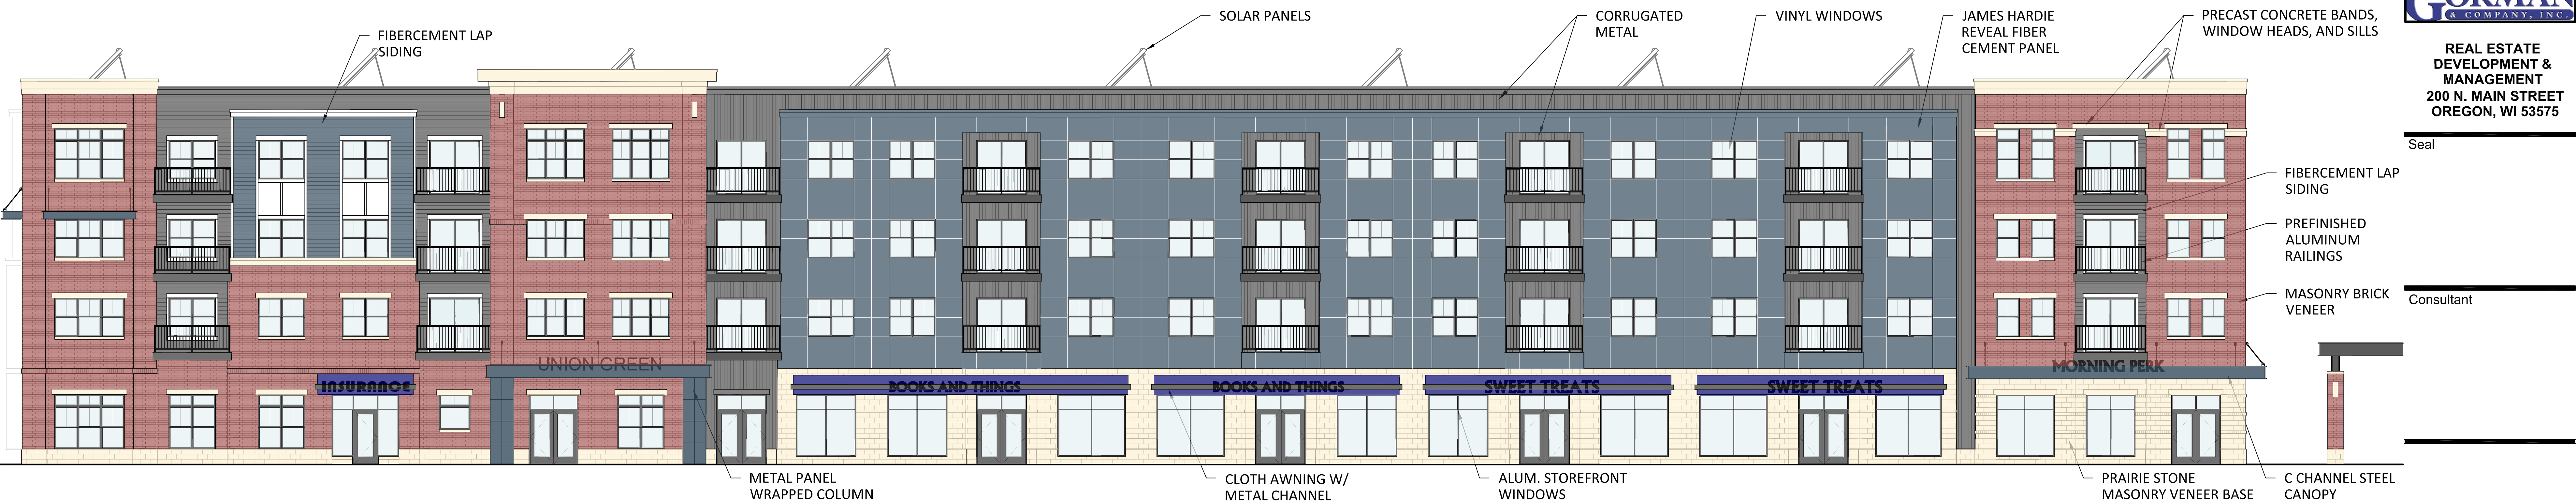 SOLAR PANELS
CORRUGATED
METAL
VINYL WINDOWS
JAMES HARDIE
REVEAL FIBER
CEMENT PANEL
PRECAST CONCRETE BANDS,
WINDOW HEADS, AND SILLS
FIBERCEMENT LAP
SIDING
GORMAN
& COMPANY, INC.
REAL ESTATE
DEVELOPMENT &
MANAGEMENT
200 N. MAIN STREET
OREGON, WI 53575
Seal
FIBERCEMENT LAP
SIDING
PREFINISHED
ALUMINUM
RAILINGS
MASONRY BRICK
VENEER
Consultant
UNION GREEN
MORNING PERK
INSURANCE
BOOKS AND THINGS
BOOKS AND THINGS
SWEET TREATS
SWEET TREATS
METAL PANEL
WRAPPED COLUMN
CLOTH AWNING W/
METAL CHANNEL
ALUM. STOREFRONT
WINDOWS
PRAIRIE STONE
MASONRY VENEER BASE
C CHANNEL STEEL
CANOPY